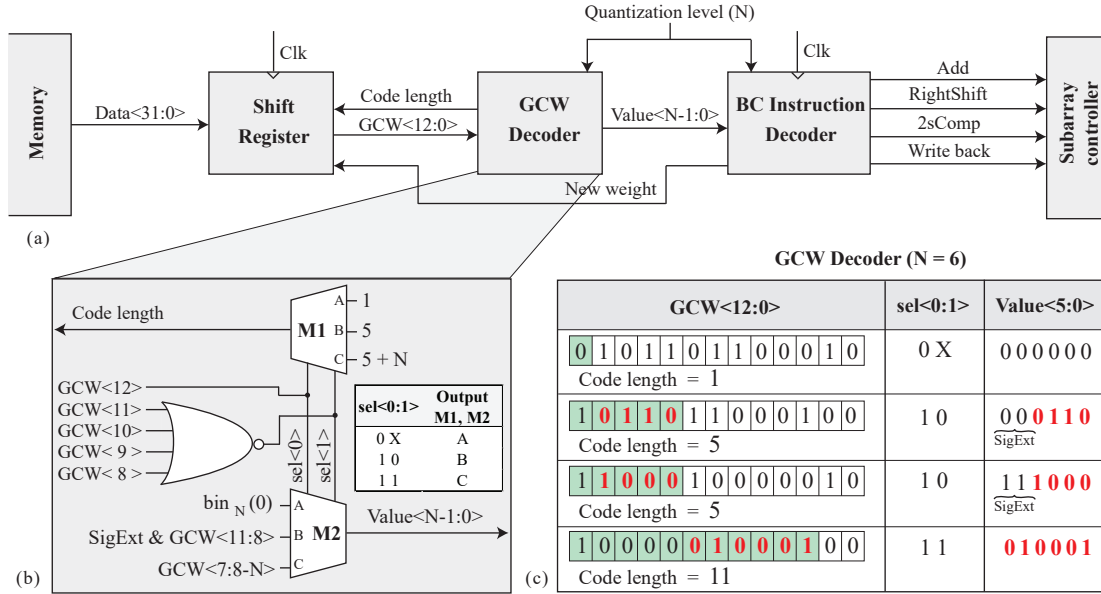 Quantization level (N)
Clk
Clk
Memory
Data<31:0>
Shift
Register
Code length
GCW<12:0>
GCW
Decoder
Value<N-1:0>
BC Instruction
Decoder
Add
RightShift
2sComp
Write back
Subarray
controller
New weight
(a)
Code length
M1
A
1
B
5
C
5 + N
GCW<12>
GCW<11>
GCW<10>
GCW< 9 >
GCW< 8 >
sel<0>
sel<1>
sel<0:1> Output
M1, M2
0 X A
1 0 B
1 1 C
bin N (0)
A
SigExt & GCW<11:8>
B
GCW<7:8-N>
C
M2
Value<N-1:0>
(b)
GCW Decoder (N = 6)
GCW<12:0> sel<0:1> Value<5:0>
0 1 0 1 1 0 1 1 0 0 0 1 0 0 X 0 0 0 0 0 0
Code length = 1
1 0 1 1 0 1 1 0 0 0 1 0 0 1 0 0 0 0 1 1 0
SigExt
Code length = 5
1 1 0 0 0 1 0 0 0 0 0 1 0 1 0 1 1 1 0 0 0
SigExt
Code length = 5
1 0 0 0 0 0 1 0 0 0 1 0 0 1 1 0 1 0 0 0 1
Code length = 11
(c)